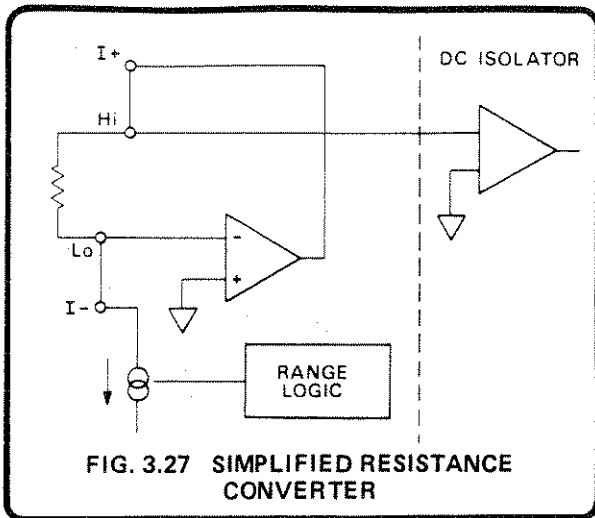 I+
DC ISOLATOR
Hi
Lo
-
+
I-
RANGE
LOGIC
FIG. 3.27 SIMPLIFIED RESISTANCE
CONVERTER